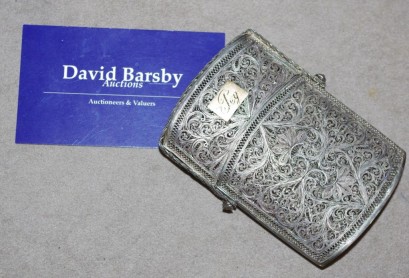 David Barsby
Auctions
Auctioneers & Valuers